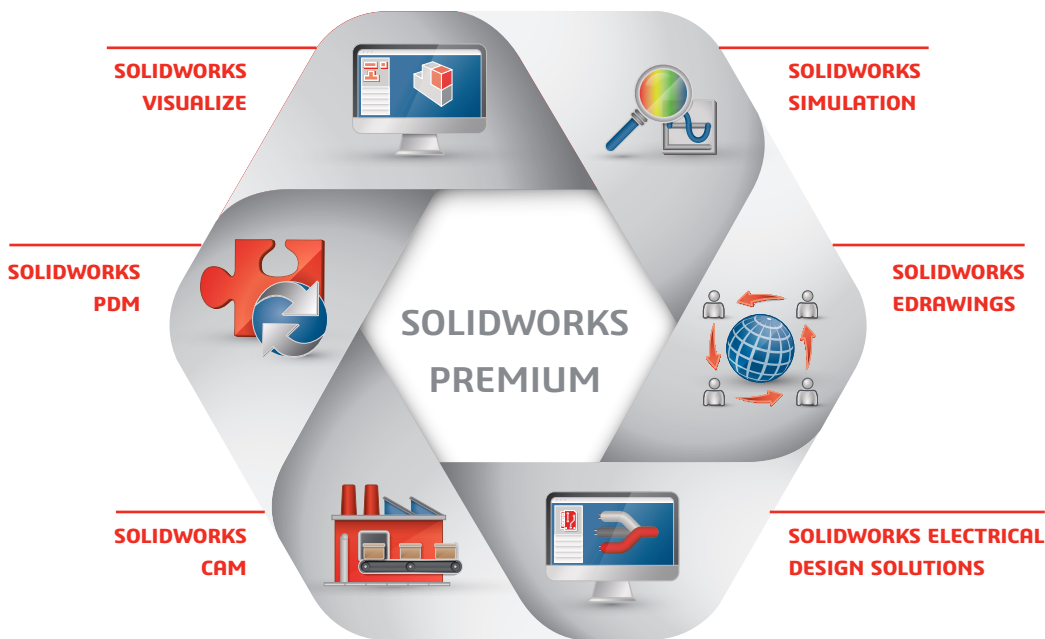 SOLIDWORKS
VISUALIZE
SOLIDWORKS
SIMULATION
SOLIDWORKS
PDM
SOLIDWORKS
EDRAWINGS
SOLIDWORKS
PREMIUM
SOLIDWORKS
CAM
SOLIDWORKS ELECTRICAL
DESIGN SOLUTIONS